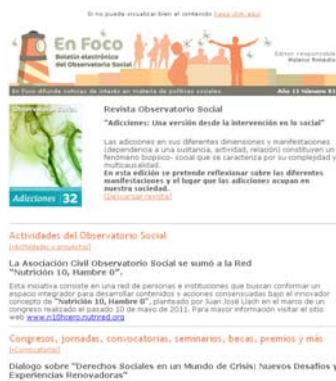 Si no puede visualizar bien el contenido haga click aquí
En Foco
Boletín electrónico
del Observatorio Social
Editor responsable
Malena
En Foco difunde noticias de interés en materia de políticas sociales.
Año 11 Número 81
Observatorio Social
Adicciones 32
Revista Observatorio Social
"Adicciones: Una versión desde la intervención en lo social"
Las adicciones en sus diferentes dimensiones y manifestaciones
(dependencia a una sustancia, actividad, relación) constituyen un
fenómeno biopsico- social que se caracteriza por su complejidad y
multicausalidad.
En esta edición se pretende reflexionar sobre las diferentes
manifestaciones y el lugar que las adicciones ocupan en
nuestra sociedad.
[Descargar revista]
Actividades del Observatorio Social
[+Actividades y proyectos]
La Asociación Civil Observatorio Social se sumó a la Red
"Nutrición 10, Hambre 0".
Esta iniciativa consiste en una red de personas e instituciones que buscan conformar un
espacio integrador para desarrollar contenidos y acciones consensuadas bajo el innovador
concepto de "Nutrición 10, Hambre 0", planteado por Juan José Llach en el marco de un
congreso realizado el pasado 10 de mayo de 2011. Para mayor información visitar el sitio
web www.n10hcero.nutrired.org
Congresos, jornadas, convocatorias, seminarios, becas, premios y más
[+Convocatorias]
Dialogo sobre "Derechos Sociales en un Mundo de Crisis: Nuevos Desafíos y
Experiencias Renovadoras"